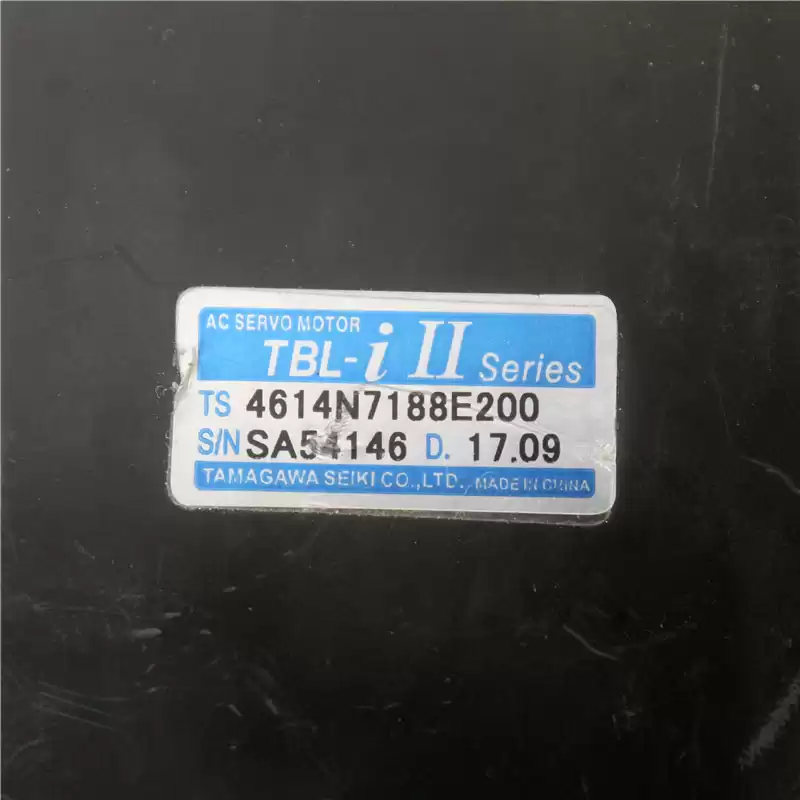 AC SERVO MOTOR
TBL-i II Series
TS 4614N7188E200
S/N SA54146 D. 17.09
TAMAGAWA SEIKI CO.,LTD. MADE IN CHINA